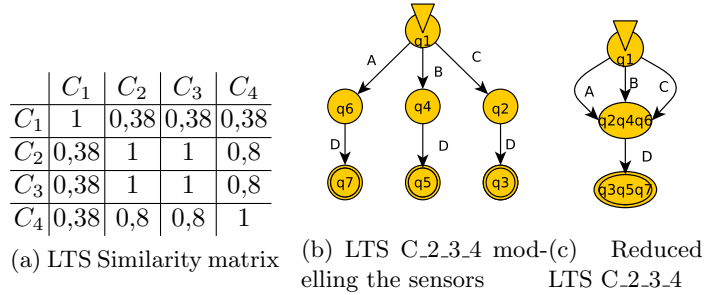 C₁ C₂ C₃ C₄
C₁ 1 0,38 0,38 0,38
C₂ 0,38 1 1 0,8
C₃ 0,38 1 1 0,8
C₄ 0,38 0,8 0,8 1
(a) LTS Similarity matrix
q1
A B C
q6 q4 q2
D D D
q7 q5 q3
(b) LTS C_2_3_4 mod-
elling the sensors
q1
A B C
q2q4q6
D
q3q5q7
(c) Reduced
LTS C_2_3_4